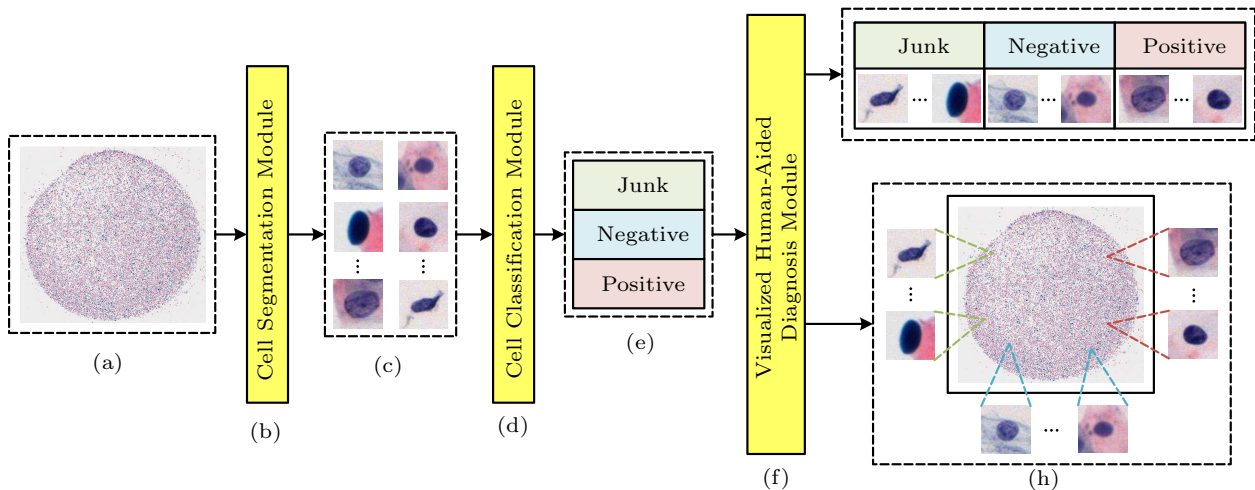 (a)
Cell Segmentation Module
(b)
(c)
Cell Classification Module
(d)
Junk
Negative
Positive
(e)
Visualized Human-Aided
Diagnosis Module
(f)
Junk Negative Positive
... ... ...
...
...
...
(h)